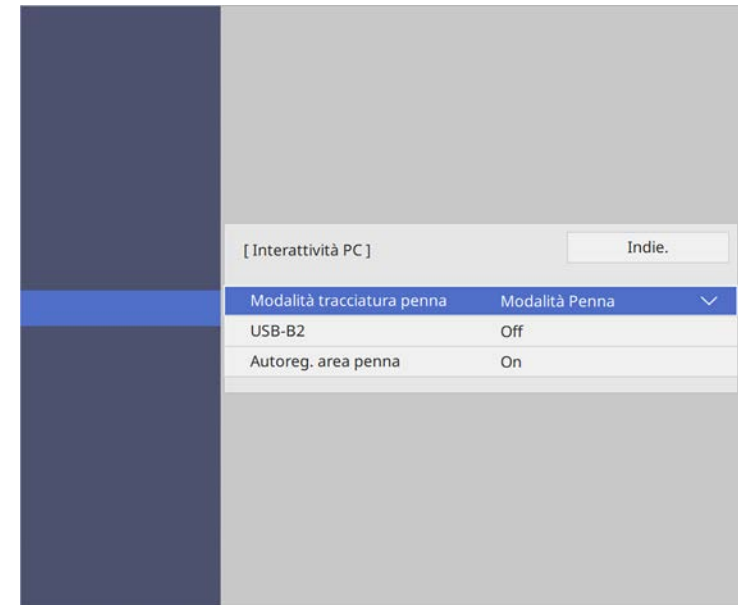 [ Interattività PC ]
Indie.
Modalità tracciatura penna Modalità Penna
USB-B2 Off
Autoreg. area penna On